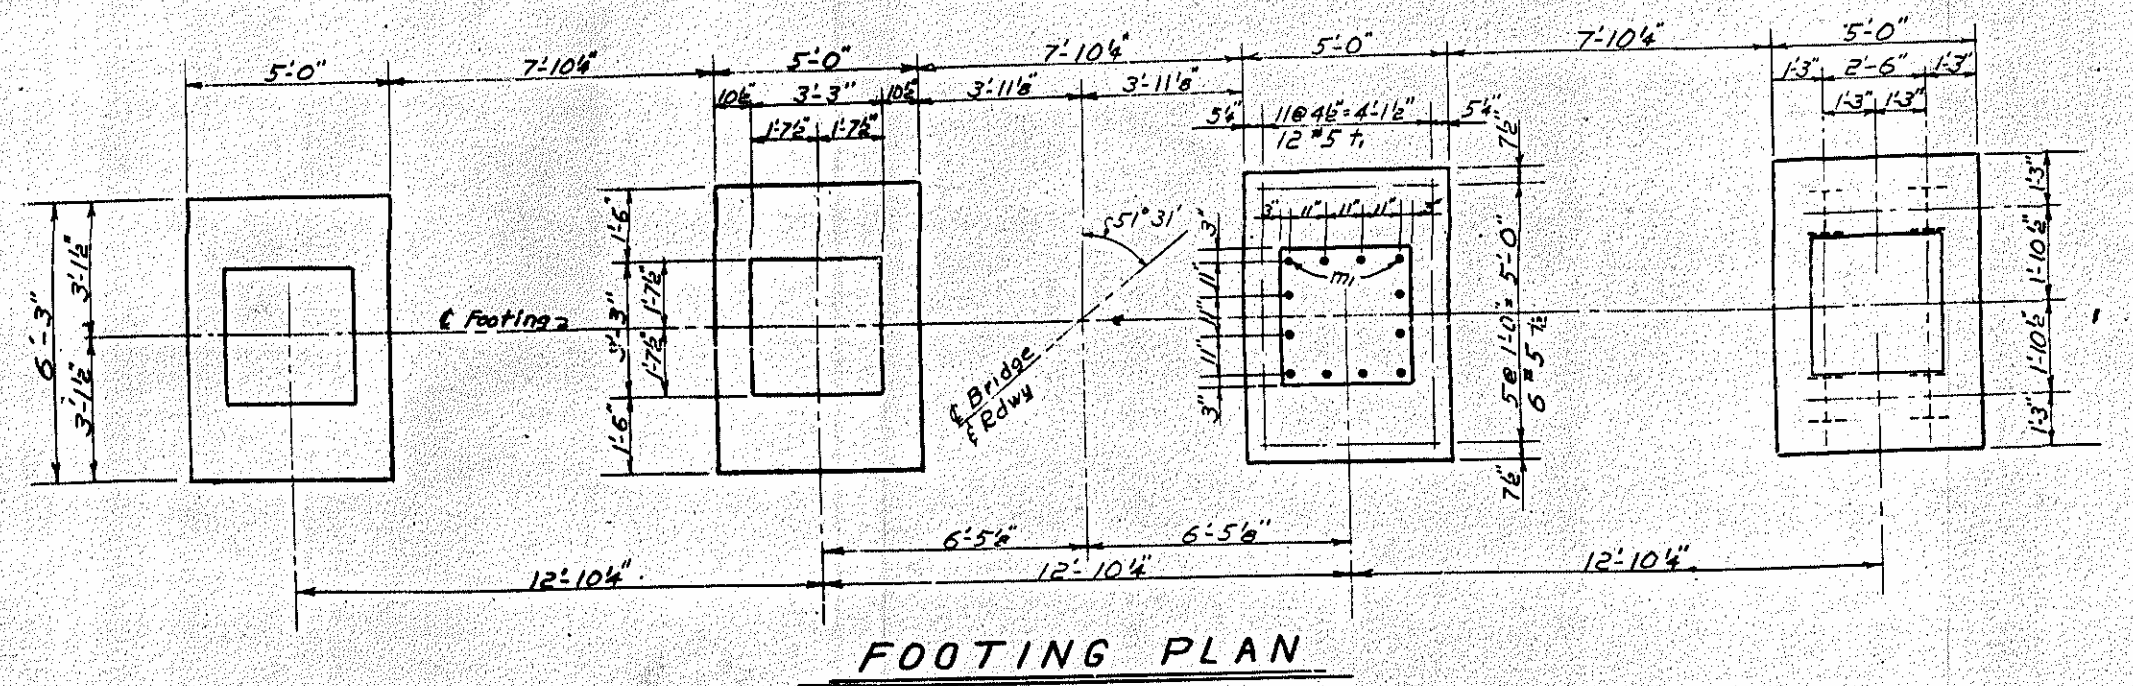 5'-0" 7'-10¼" 5'-0" 7'-10¼" 5'-0" 7'-10¼" 5'-0"
10½" 3'-3" 10½" 3'-11⅛" 3'-11⅛" 1'-3" 2'-6" 1'-3"
1'-7½" 1'-7½" 5¼" 11@4½"=4'-1½" 5¼" 1'-3" 1'-3"
12 #5 t₁
7½"
6'-3"
3'-1½"
3'-1½"
℄ Footing
1'-6"
3'-3"
1'-6"
1'-7½"
1'-7½"
51°31'
℄ Bridge
℄ Rdwy
3"
11"
11"
11"
3"
3" 11" 11" 11" 3"
m₁
5@1'-0"=5'-0"
6 #5 t₂
7½"
1'-3"
1'-10½"
1'-10½"
1'-3"
6'-5⅛" 6'-5⅛"
12'-10¼" 12'-10¼" 12'-10¼"
FOOTING PLAN